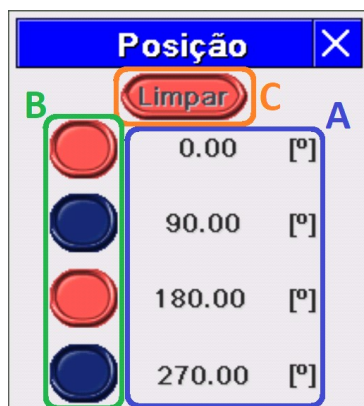 Posição X
Limpar C
B A
0.00 [º]
90.00 [º]
180.00 [º]
270.00 [º]